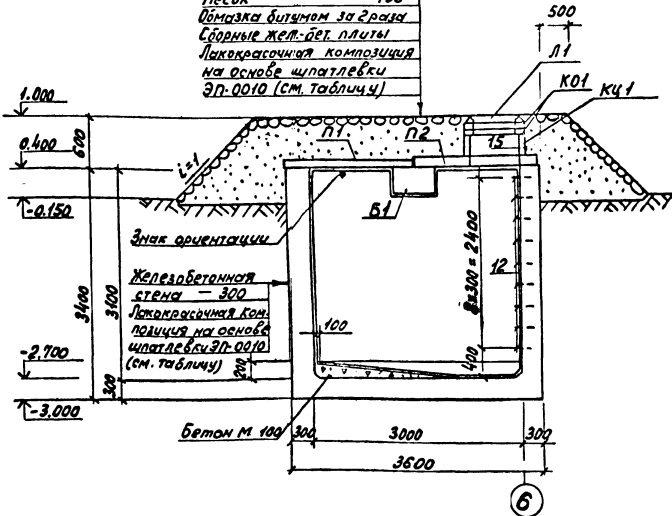 Обмазка битумом за 2 раза
Сборные жел.-бет. плиты
Лакокрасочная композиция
на основе шпатлевки
ЭП-0010 (см. таблицу)
500
Л1
КО1
КЦ1
1.000
600
0.400
П1
П2
15
i=1
-0.150
Б1
Знак ориентации
8х300=2400
12
Железобетонная
стена — 300
Лакокрасочная ком-
позиция на основе
шпатлевки ЭП-0010
(см. таблицу)
3400
3100
100
200
400
-2.700
300
-3.000
Бетон М 100
300
3000
300
3600
6